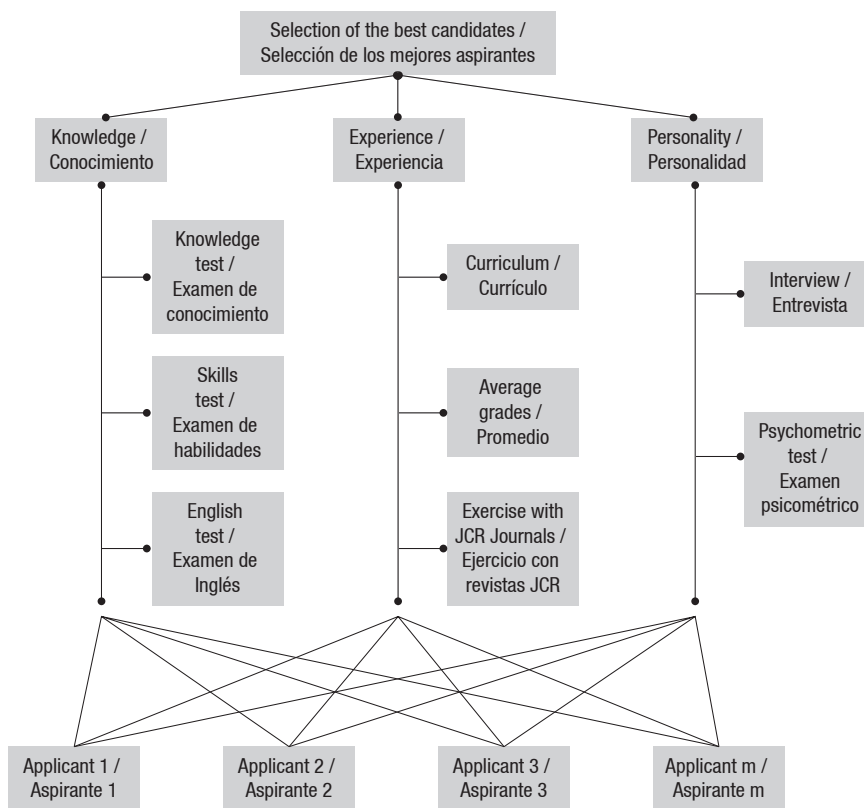 Selection of the best candidates /
Selección de los mejores aspirantes
Knowledge /
Conocimiento
Experience /
Experiencia
Personality /
Personalidad
Knowledge
test /
Examen de
conocimiento
Curriculum /
Currículo
Interview /
Entrevista
Skills
test /
Examen de
habilidades
Average
grades /
Promedio
Psychometric
test /
Examen
psicométrico
English
test /
Examen de
Inglés
Exercise with
JCR Journals /
Ejercicio con
revistas JCR
Applicant 1 /
Aspirante 1
Applicant 2 /
Aspirante 2
Applicant 3 /
Aspirante 3
Applicant m /
Aspirante m